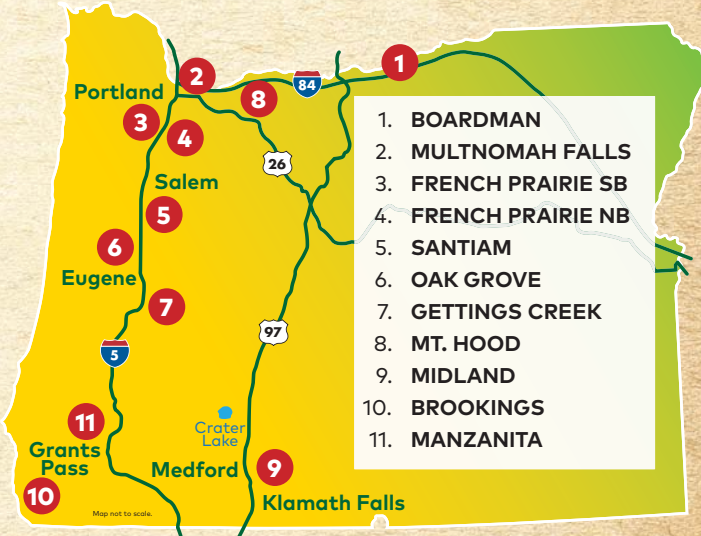 1
2
84
Portland
8
3
4
26
Salem
5
6
Eugene
7
97
5
Crater
Lake
11
Grants
Pass
Medford
9
10
Klamath Falls
Map not to scale.
1. BOARDMAN
2. MULTNOMAH FALLS
3. FRENCH PRAIRIE SB
4. FRENCH PRAIRIE NB
5. SANTIAM
6. OAK GROVE
7. GETTINGS CREEK
8. MT. HOOD
9. MIDLAND
10. BROOKINGS
11. MANZANITA